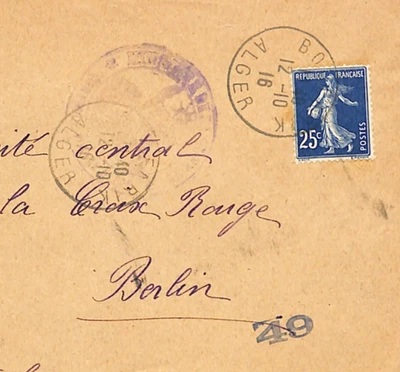 BO
12-10
16
ALGER
REPUBLIQUE FRANÇAISE
25c
POSTES
ALGER
ité central
la Croix Rouge
Berlin
49